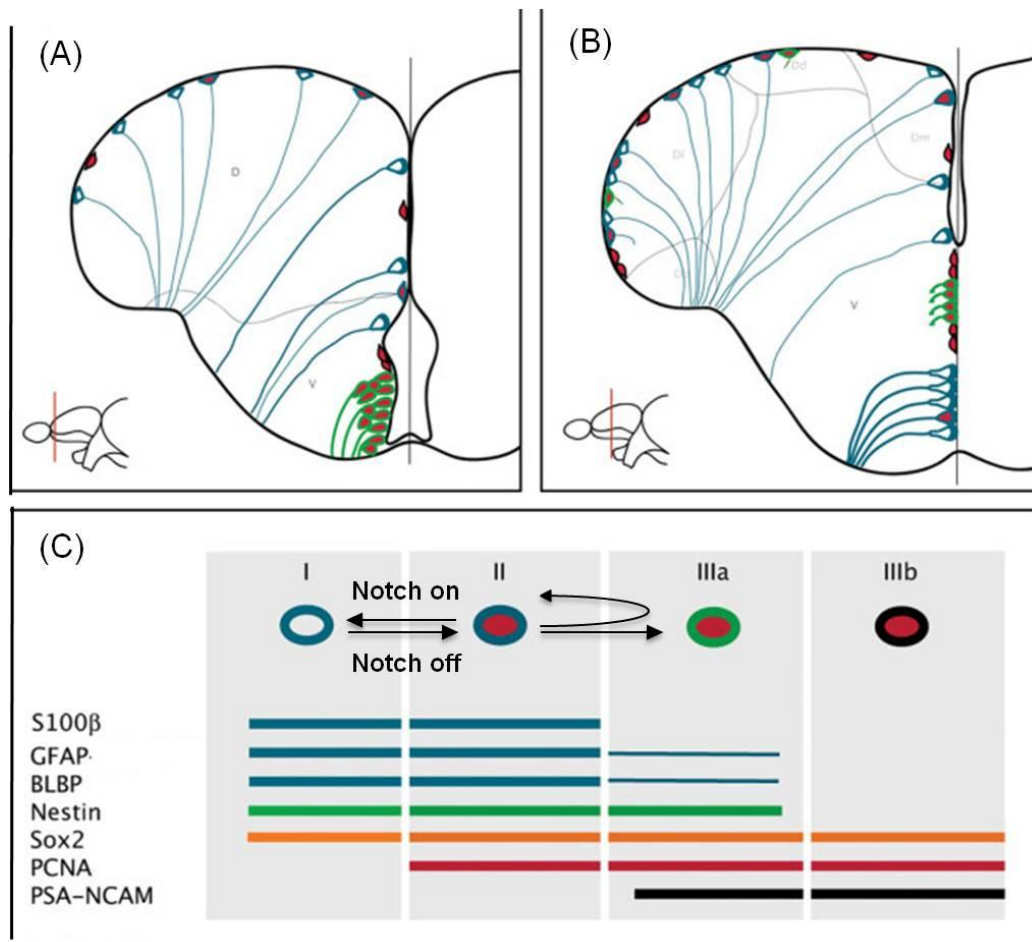 (A)
D
V
(B)
Dd
Dm
Dl
V
(C)
I II IIIa IIIb
Notch on
Notch off
S100β
GFAP.
BLBP
Nestin
Sox2
PCNA
PSA-NCAM